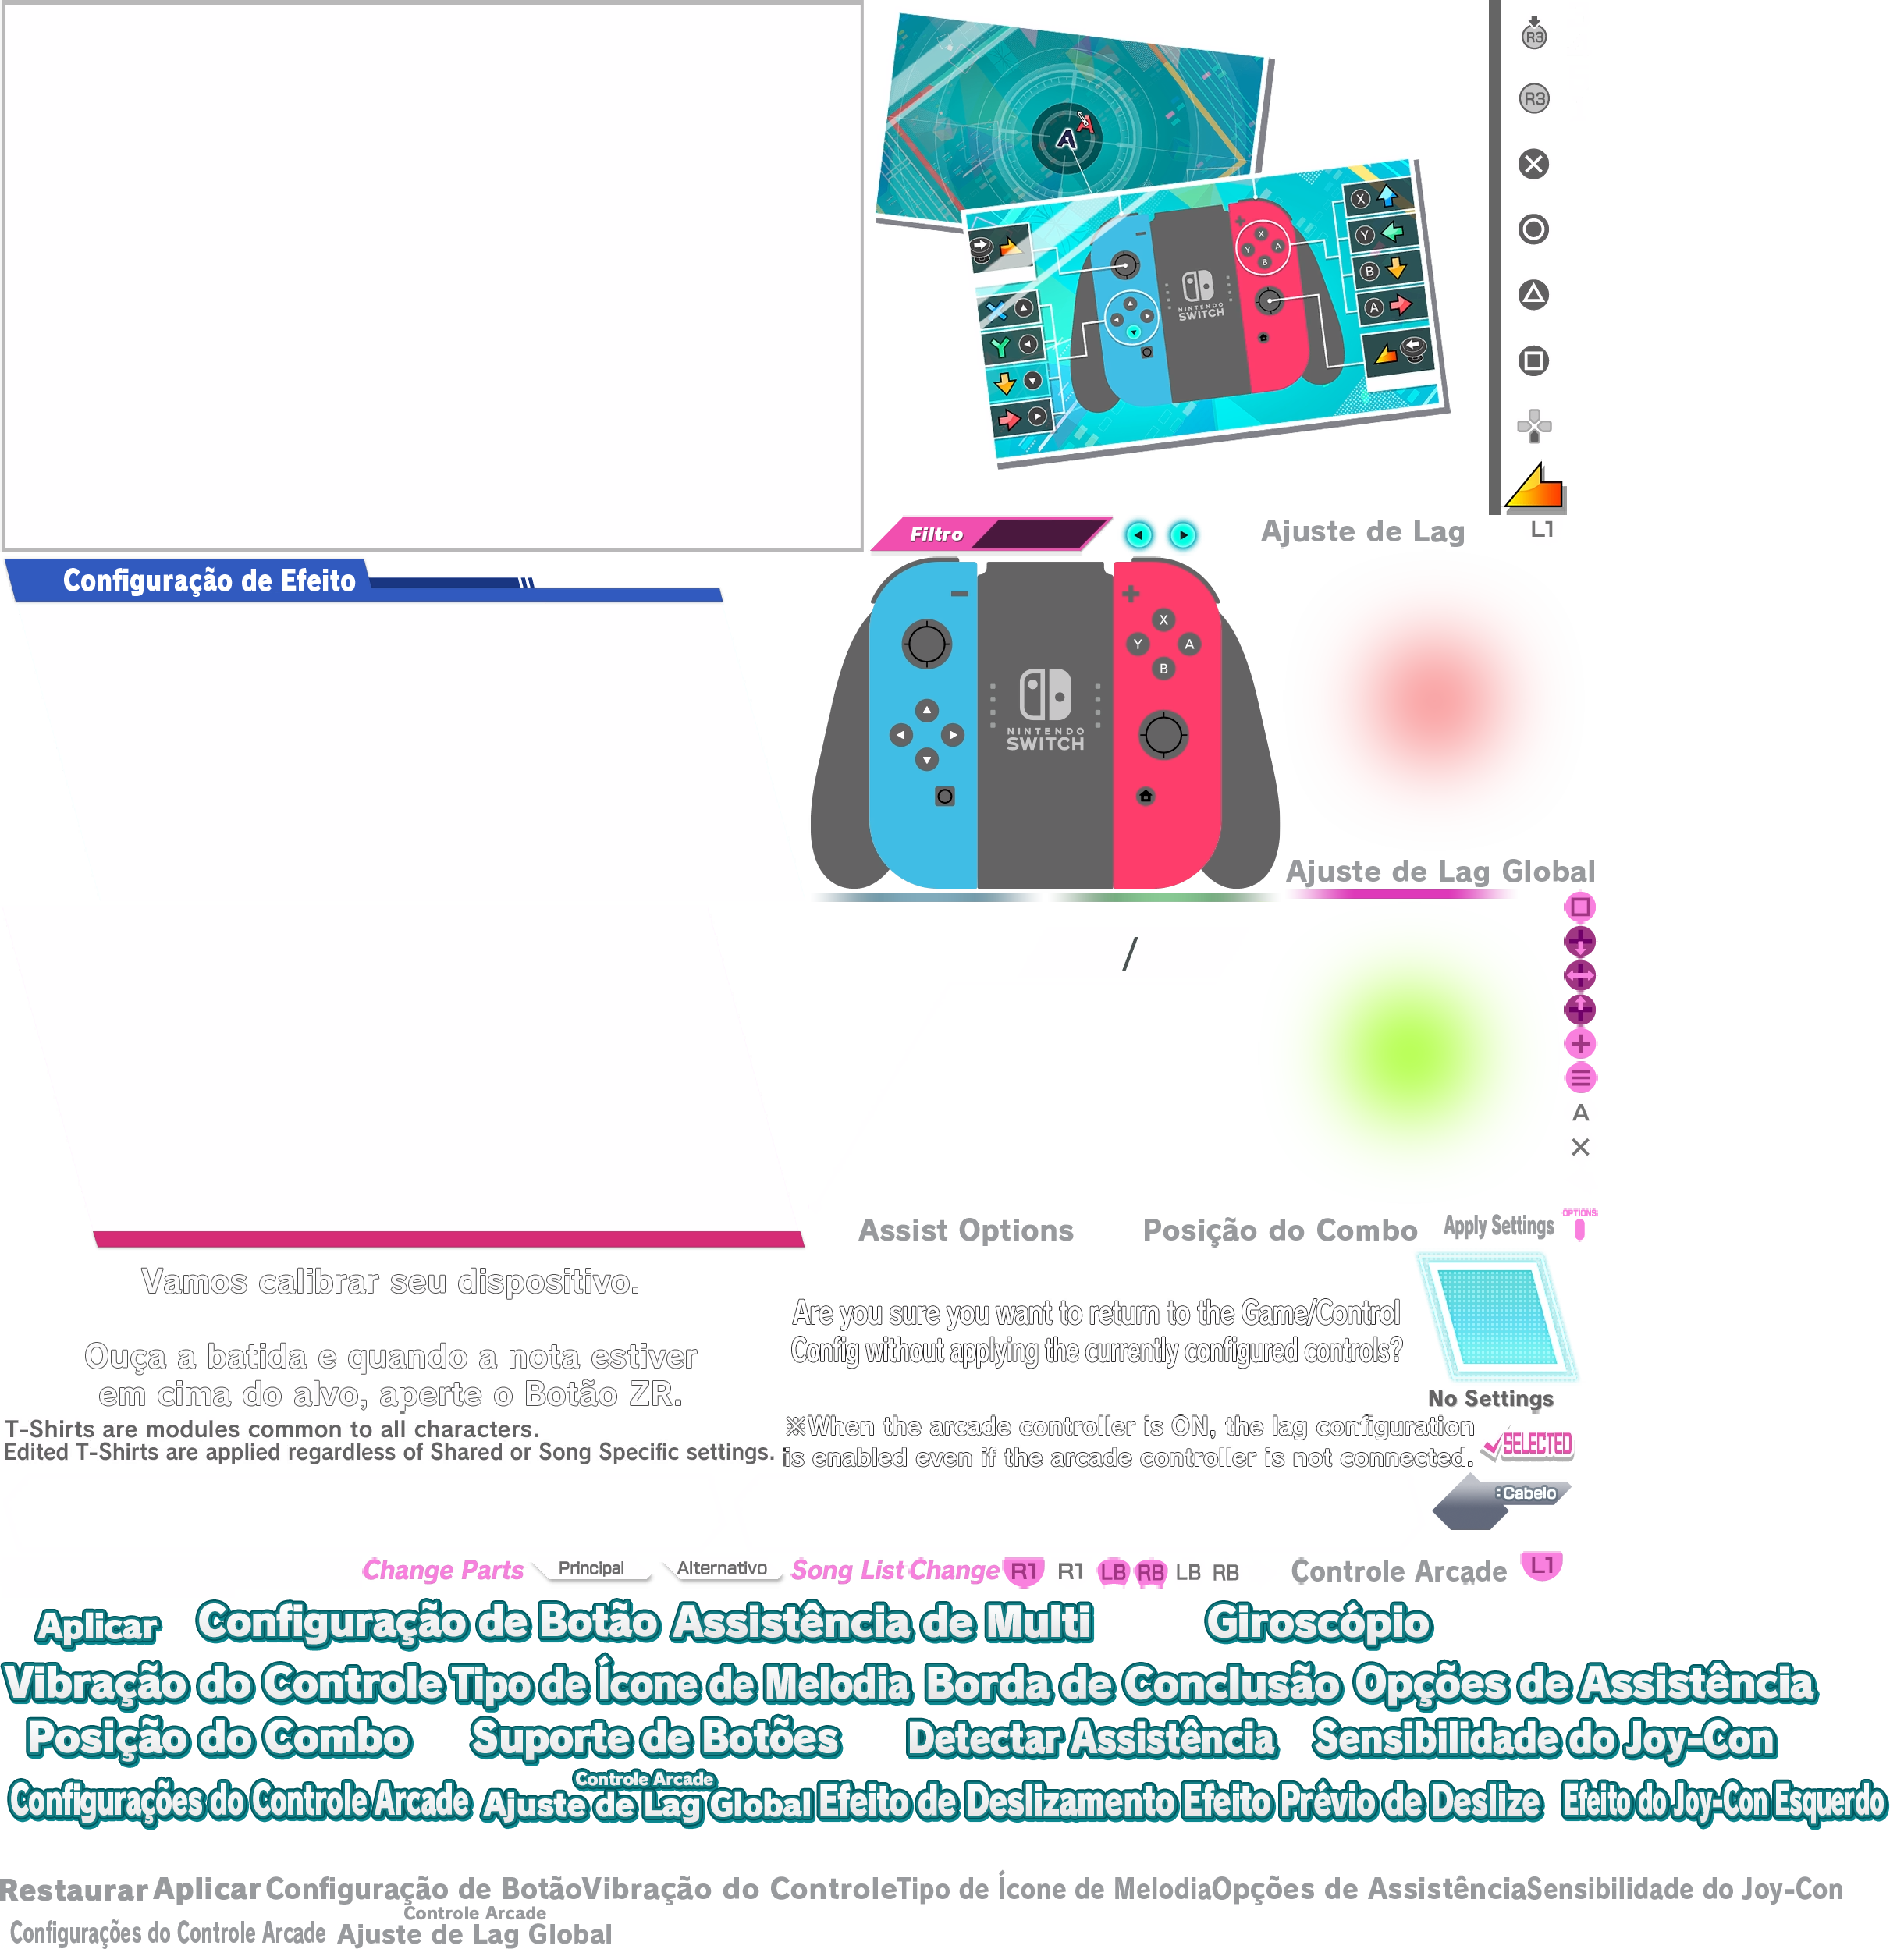 R3
R3
A
A
X
Y
B
A
X
Y
A
B
NINTENDO
SWITCH
Y
Filtro
Ajuste de Lag
L1
Configuração de Efeito
X
Y
A
B
NINTENDO
SWITCH
Ajuste de Lag Global
/
A
Assist Options
Posição do Combo
Apply Settings
OPTIONS
Vamos calibrar seu dispositivo.
Ouça a batida e quando a nota estiver
em cima do alvo, aperte o Botão ZR.
Are you sure you want to return to the Game/Control
Config without applying the currently configured controls?
No Settings
T-Shirts are modules common to all characters.
Edited T-Shirts are applied regardless of Shared or Song Specific settings.
※When the arcade controller is ON, the lag configuration
is enabled even if the arcade controller is not connected.
SELECTED
:Cabelo
Change Parts
Principal
Alternativo
Song List Change
R1
R1
LB
RB
LB
RB
Controle Arcade
L1
Aplicar
Configuração de Botão
Assistência de Multi
Giroscópio
Vibração do Controle
Tipo de Ícone de Melodia
Borda de Conclusão
Opções de Assistência
Posição do Combo
Suporte de Botões
Detectar Assistência
Sensibilidade do Joy-Con
Configurações do Controle Arcade
Controle Arcade
Ajuste de Lag Global
Efeito de Deslizamento
Efeito Prévio de Deslize
Efeito do Joy-Con Esquerdo
Restaurar
Aplicar
Configuração de Botão
Vibração do Controle
Tipo de Ícone de Melodia
Opções de Assistência
Sensibilidade do Joy-Con
Configurações do Controle Arcade
Controle Arcade
Ajuste de Lag Global